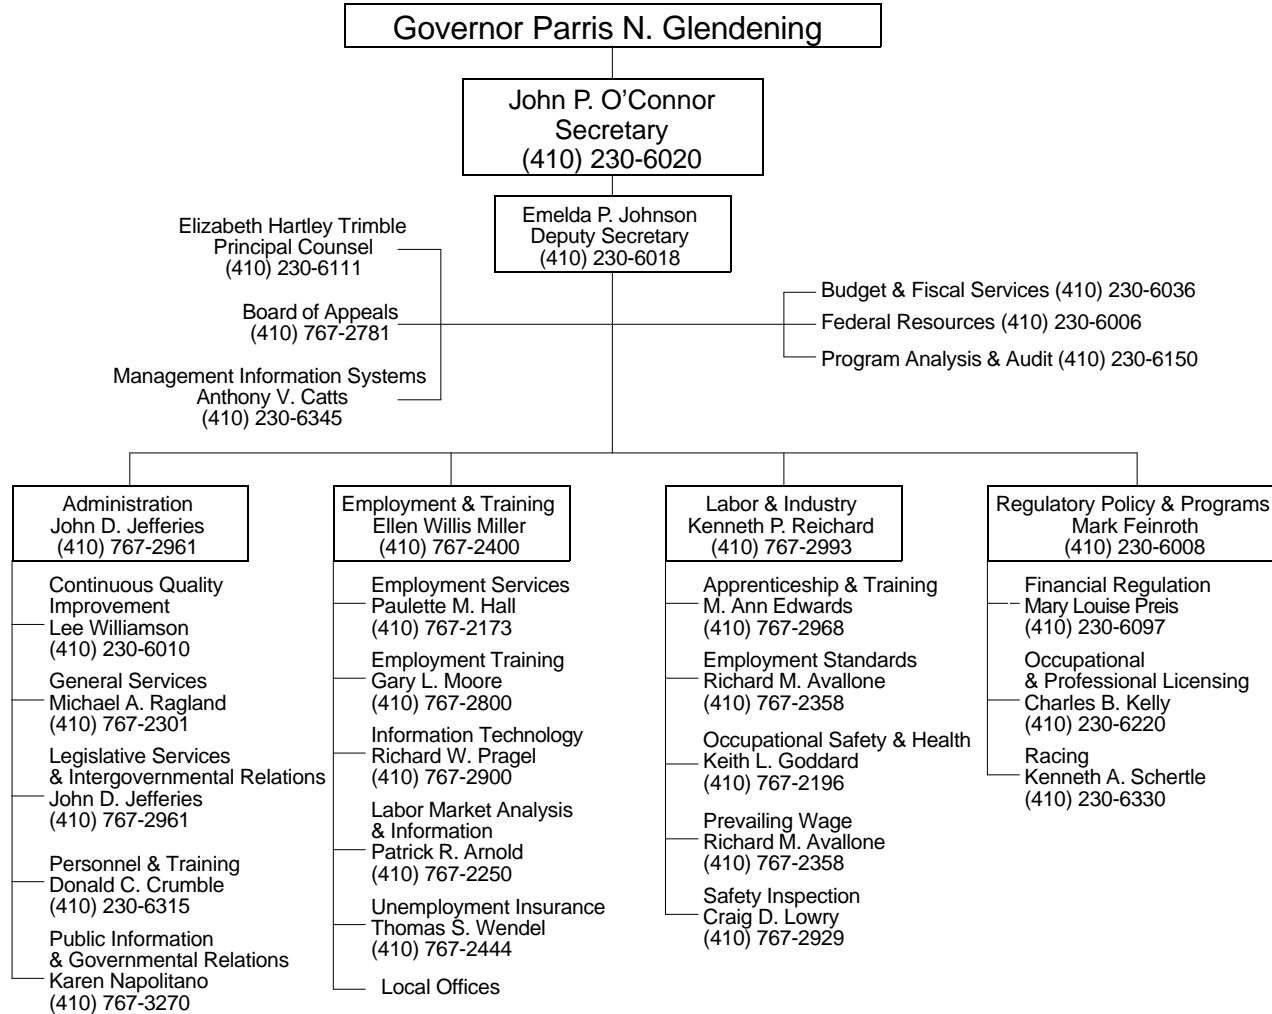 Governor Parris N. Glendening
John P. O’Connor
Secretary
(410) 230-6020
Emelda P. Johnson
Deputy Secretary
(410) 230-6018
Elizabeth Hartley Trimble
Principal Counsel
(410) 230-6111
Board of Appeals
(410) 767-2781
Management Information Systems
Anthony V. Catts
(410) 230-6345
Budget & Fiscal Services (410) 230-6036
Federal Resources (410) 230-6006
Program Analysis & Audit (410) 230-6150
Administration
John D. Jefferies
(410) 767-2961
Continuous Quality
Improvement
Lee Williamson
(410) 230-6010
General Services
Michael A. Ragland
(410) 767-2301
Legislative Services
& Intergovernmental Relations
John D. Jefferies
(410) 767-2961
Personnel & Training
Donald C. Crumble
(410) 230-6315
Public Information
& Governmental Relations
Karen Napolitano
(410) 767-3270
Employment & Training
Ellen Willis Miller
(410) 767-2400
Employment Services
Paulette M. Hall
(410) 767-2173
Employment Training
Gary L. Moore
(410) 767-2800
Information Technology
Richard W. Pragel
(410) 767-2900
Labor Market Analysis
& Information
Patrick R. Arnold
(410) 767-2250
Unemployment Insurance
Thomas S. Wendel
(410) 767-2444
Local Offices
Labor & Industry
Kenneth P. Reichard
(410) 767-2993
Apprenticeship & Training
M. Ann Edwards
(410) 767-2968
Employment Standards
Richard M. Avallone
(410) 767-2358
Occupational Safety & Health
Keith L. Goddard
(410) 767-2196
Prevailing Wage
Richard M. Avallone
(410) 767-2358
Safety Inspection
Craig D. Lowry
(410) 767-2929
Regulatory Policy & Programs
Mark Feinroth
(410) 230-6008
Financial Regulation
Mary Louise Preis
(410) 230-6097
Occupational
& Professional Licensing
Charles B. Kelly
(410) 230-6220
Racing
Kenneth A. Schertle
(410) 230-6330